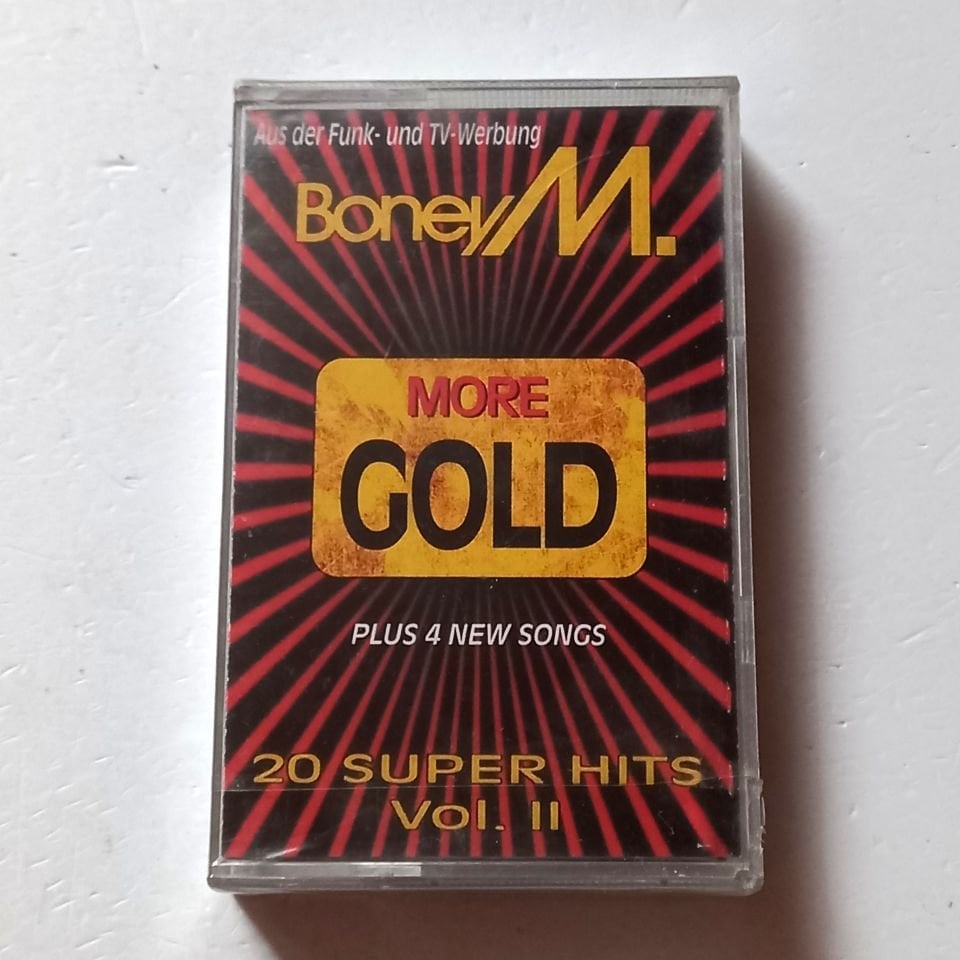 Aus der Funk- und TV-Werbung
Boney M.
MORE
GOLD
PLUS 4 NEW SONGS
20 SUPER HITS
Vol. II